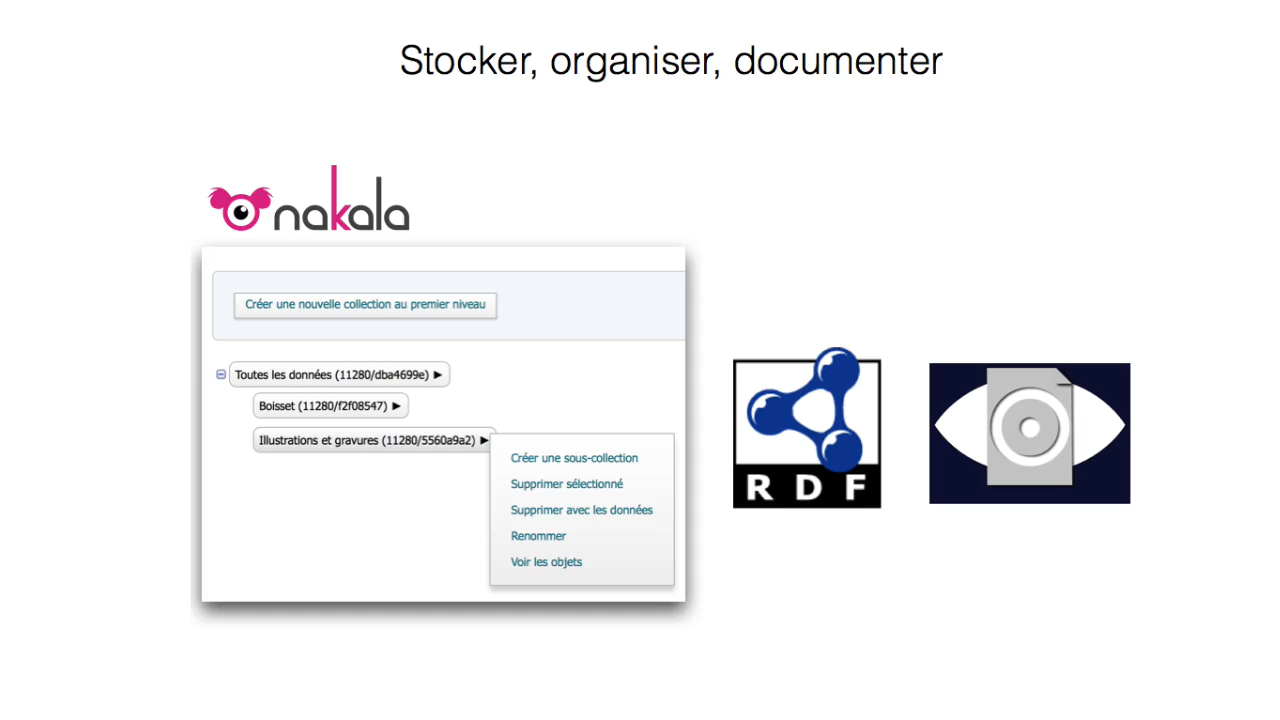 Stocker, organiser, documenter
nakala
Créer une nouvelle collection au premier niveau
Toutes les données (11280/dba4699e) ►
Boisset (11280/f2f08547) ►
Illustrations et gravures (11280/5560a9a2) ►
Créer une sous-collection
Supprimer sélectionné
Supprimer avec les données
Renommer
Voir les objets
RDF